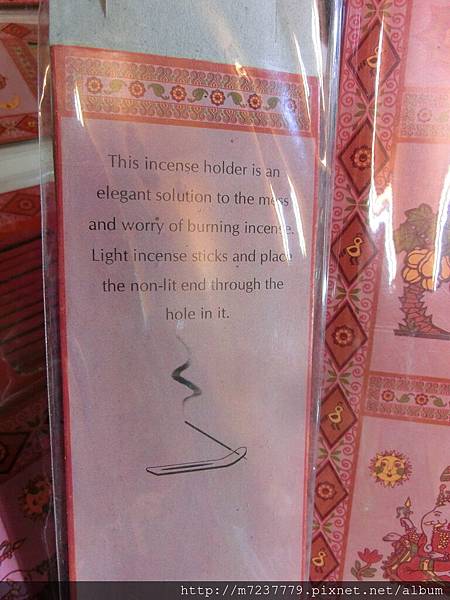 This incense holder is an
elegant solution to the mess
and worry of burning incense.
Light incense sticks and place
the non-lit end through the
hole in it.
http://m7237779.pixnet.net/album